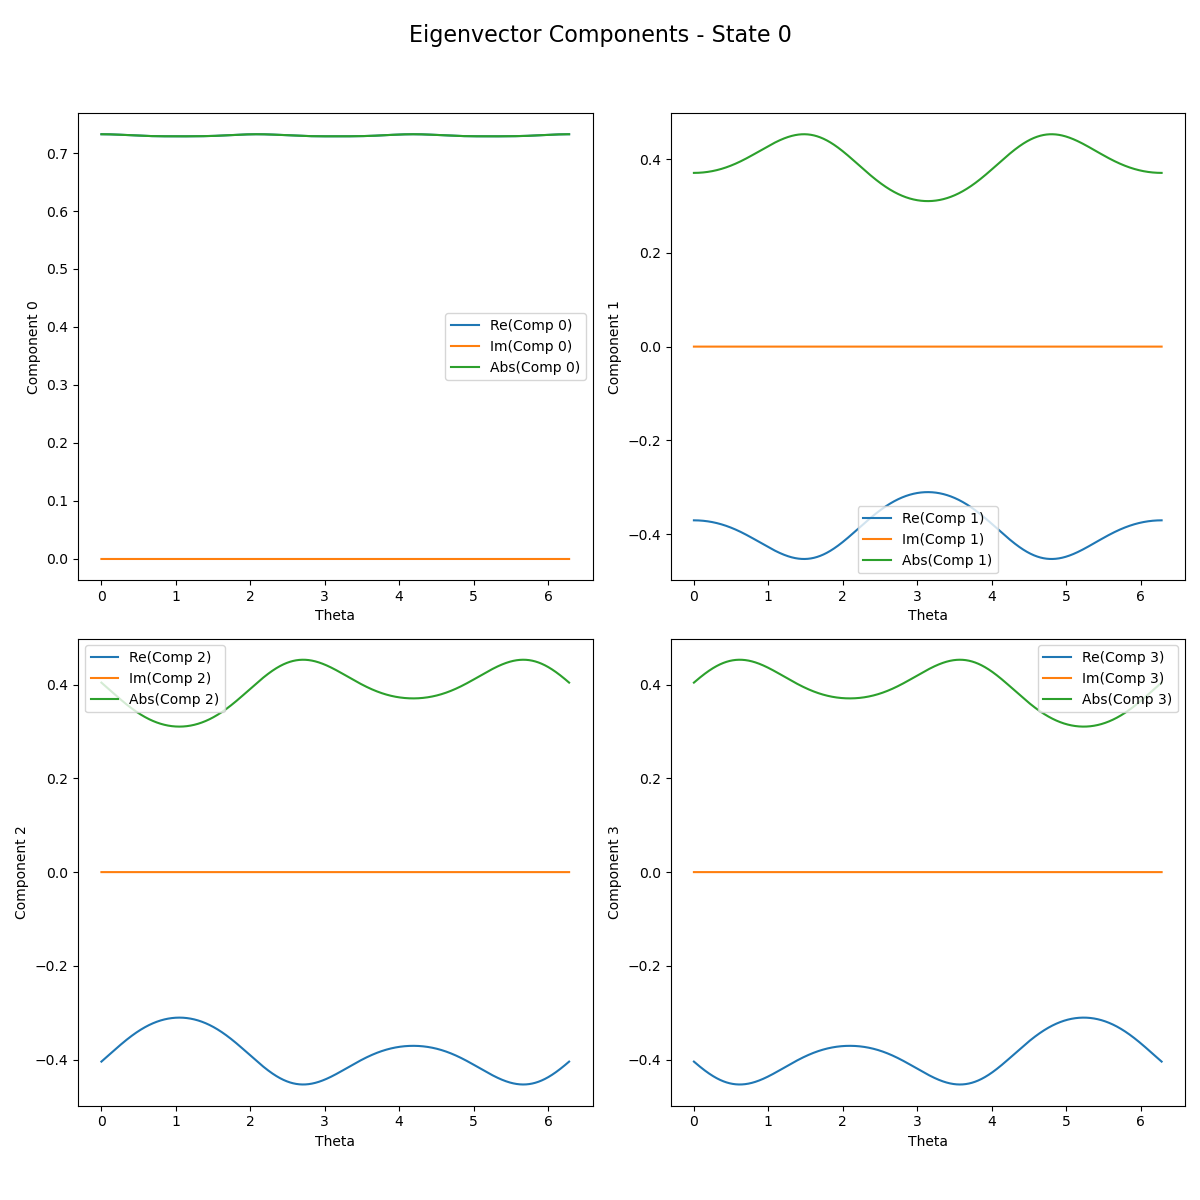 Eigenvector Components - State 0
Component 0
0.7
0.6
0.5
0.4
0.3
0.2
0.1
0.0
Re(Comp 0)
Im(Comp 0)
Abs(Comp 0)
0 1 2 3 4 5 6
Theta
Component 1
0.4
0.2
0.0
−0.2
−0.4
Re(Comp 1)
Im(Comp 1)
Abs(Comp 1)
0 1 2 3 4 5 6
Theta
Component 2
0.4
0.2
0.0
−0.2
−0.4
Re(Comp 2)
Im(Comp 2)
Abs(Comp 2)
0 1 2 3 4 5 6
Theta
Component 3
0.4
0.2
0.0
−0.2
−0.4
Re(Comp 3)
Im(Comp 3)
Abs(Comp 3)
0 1 2 3 4 5 6
Theta